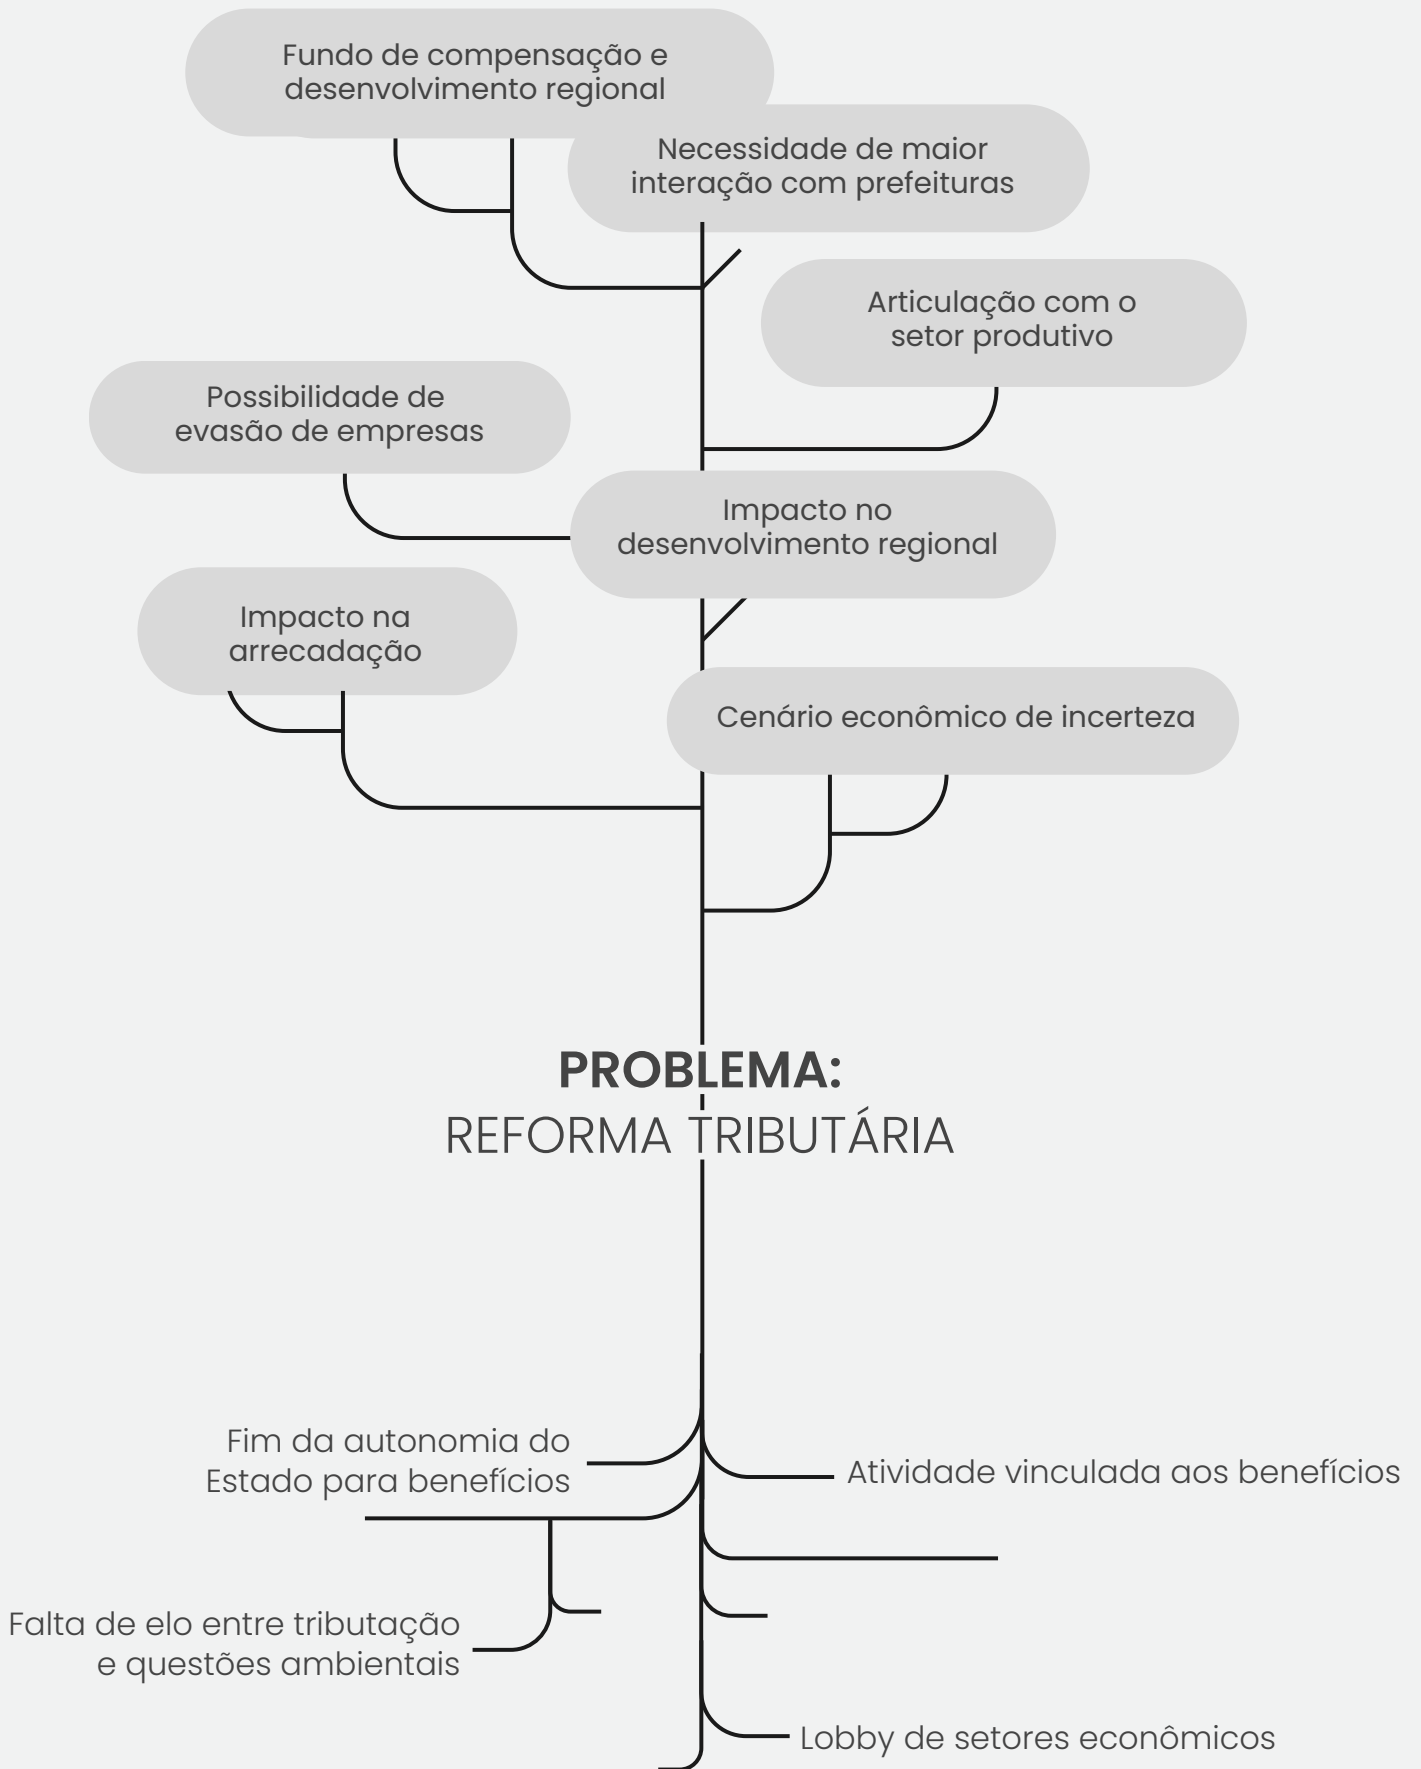 Fundo de compensação e
desenvolvimento regional
Necessidade de maior
interação com prefeituras
Articulação com o
setor produtivo
Possibilidade de
evasão de empresas
Impacto no
desenvolvimento regional
Impacto na
arrecadação
Cenário econômico de incerteza
PROBLEMA:
REFORMA TRIBUTÁRIA
Fim da autonomia do
Estado para benefícios
Atividade vinculada aos benefícios
Falta de elo entre tributação
e questões ambientais
Lobby de setores econômicos